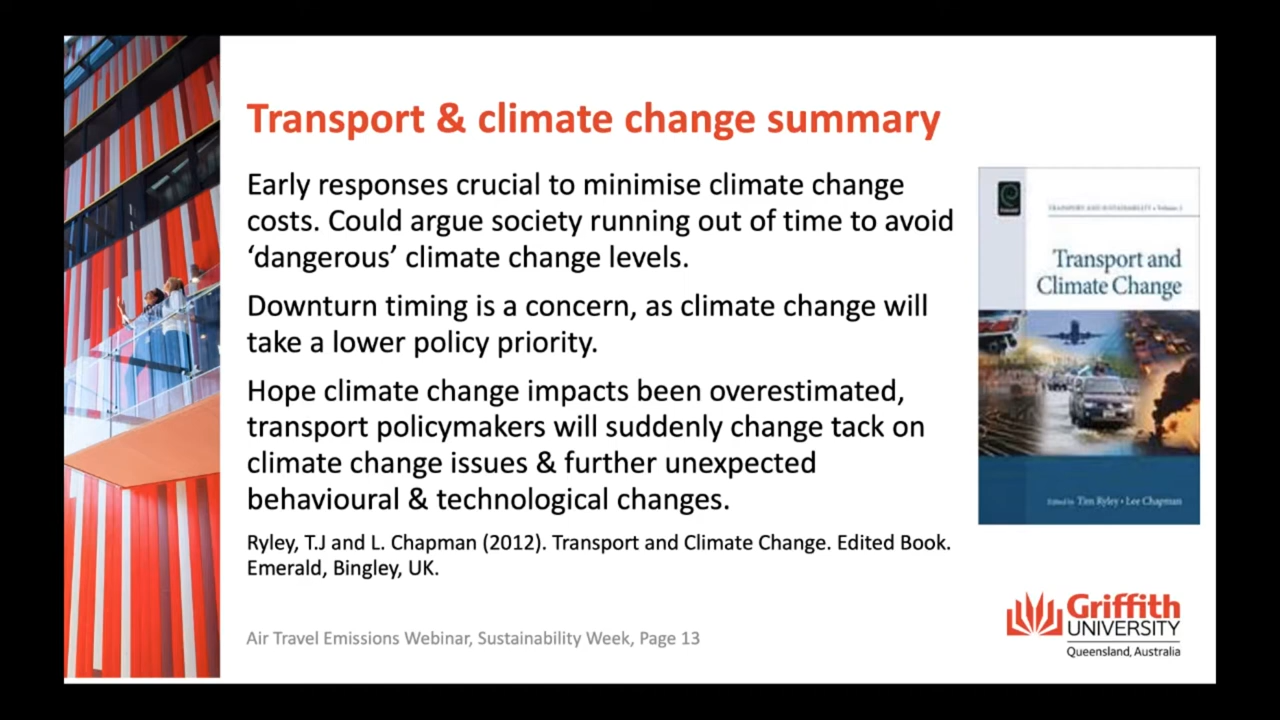 Transport & climate change summary
Early responses crucial to minimise climate change
costs. Could argue society running out of time to avoid
‘dangerous’ climate change levels.
Downturn timing is a concern, as climate change will
take a lower policy priority.
Hope climate change impacts been overestimated,
transport policymakers will suddenly change tack on
climate change issues & further unexpected
behavioural & technological changes.
Ryley, T.J and L. Chapman (2012). Transport and Climate Change. Edited Book.
Emerald, Bingley, UK.
Air Travel Emissions Webinar, Sustainability Week, Page 13
TRANSPORT AND SUSTAINABILITY • Volume
Transport and
Climate Change
Edited by Tim Ryley • Lee Chapman
Griffith
UNIVERSITY
Queensland, Australia